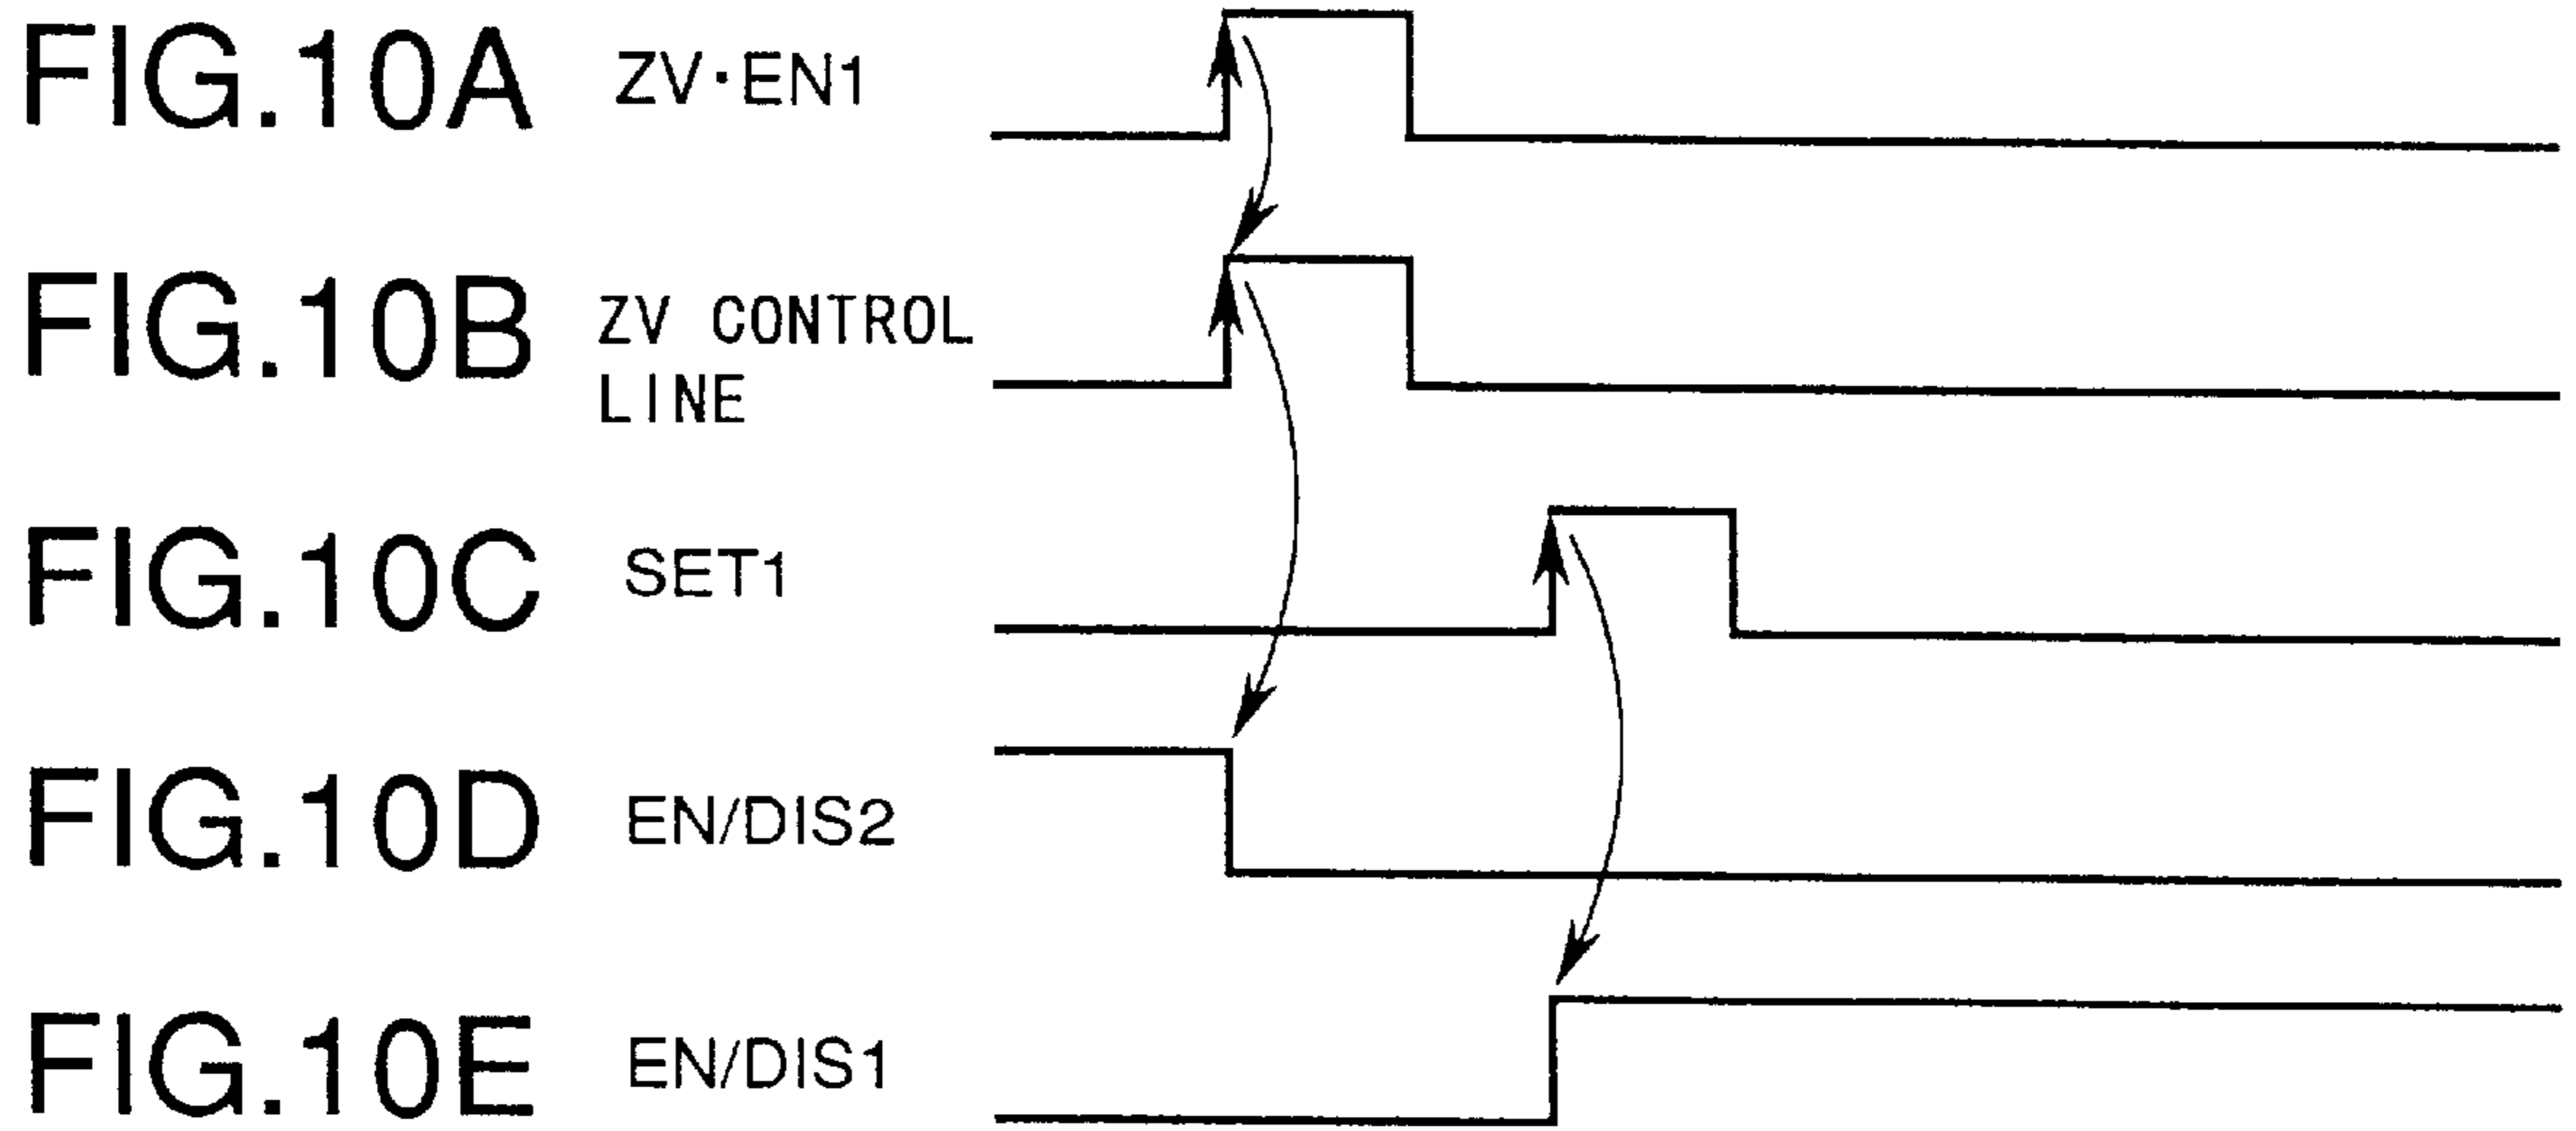 FIG.10A ZV·EN1
FIG.10B ZV CONTROL
LINE
FIG.10C SET1
FIG.10D EN/DIS2
FIG.10E EN/DIS1